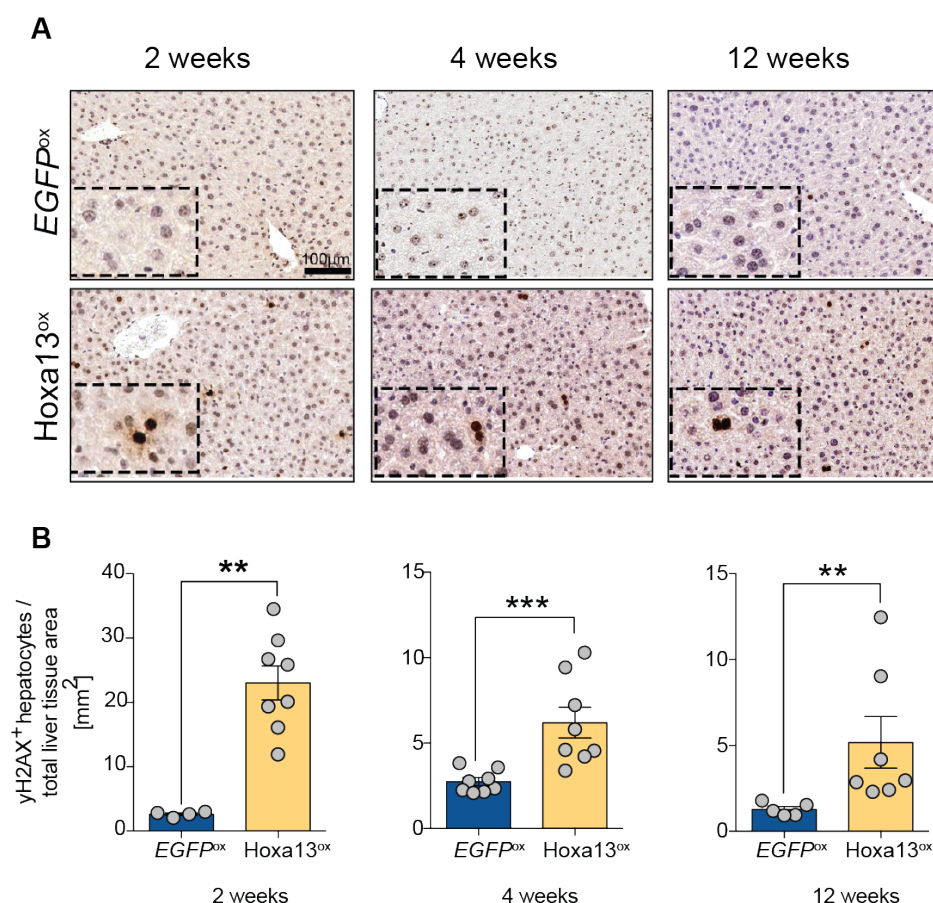 A
2 weeks 4 weeks 12 weeks
EGFPᵒˣ
100µm
Hoxa13ᵒˣ
B
yH2AX⁺ hepatocytes /
total liver tissue area
[mm²]
40
30
20
10
0
**
EGFPᵒˣ Hoxa13ᵒˣ
2 weeks
15
10
5
0
***
EGFPᵒˣ Hoxa13ᵒˣ
4 weeks
15
10
5
0
**
EGFPᵒˣ Hoxa13ᵒˣ
12 weeks